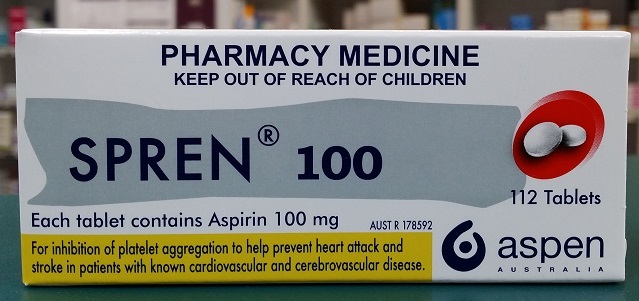 PHARMACY MEDICINE
KEEP OUT OF REACH OF CHILDREN
SPREN® 100
112 Tablets
Each tablet contains Aspirin 100 mg
AUST R 178592
For inhibition of platelet aggregation to help prevent heart attack and
stroke in patients with known cardiovascular and cerebrovascular disease.
aspen
AUSTRALIA